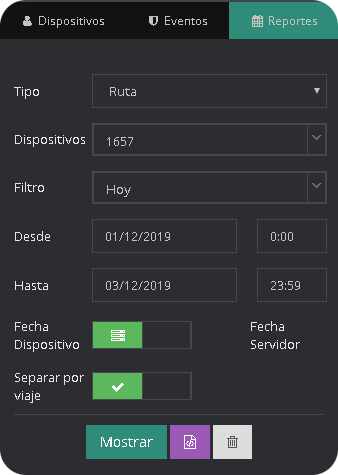 Dispositivos Eventos Reportes
Tipo Ruta
Dispositivos 1657
Filtro Hoy
Desde 01/12/2019 0:00
Hasta 03/12/2019 23:59
Fecha Fecha
Dispositivo Servidor
Separar por
viaje
Mostrar